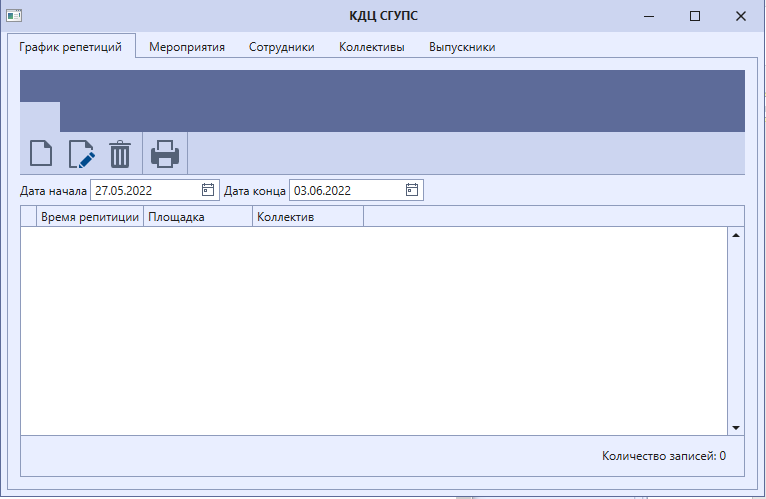 КДЦ СГУПС
График репетиций Мероприятия Сотрудники Коллективы Выпускники
Дата начала 27.05.2022 Дата конца 03.06.2022
Время репитиции Площадка Коллектив
Количество записей: 0